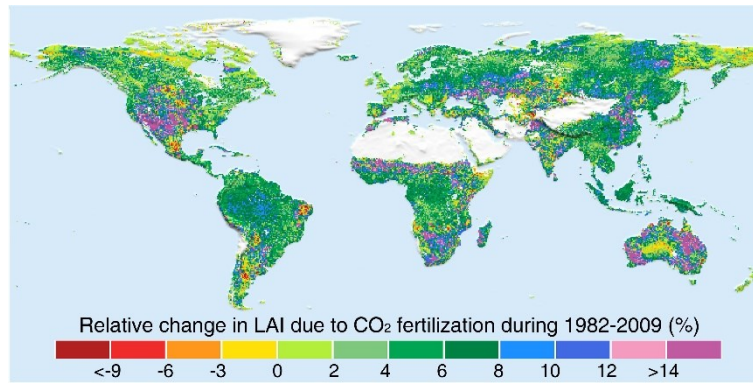 Relative change in LAI due to CO₂ fertilization during 1982-2009 (%)
<-9 -6 -3 0 2 4 6 8 10 12 >14